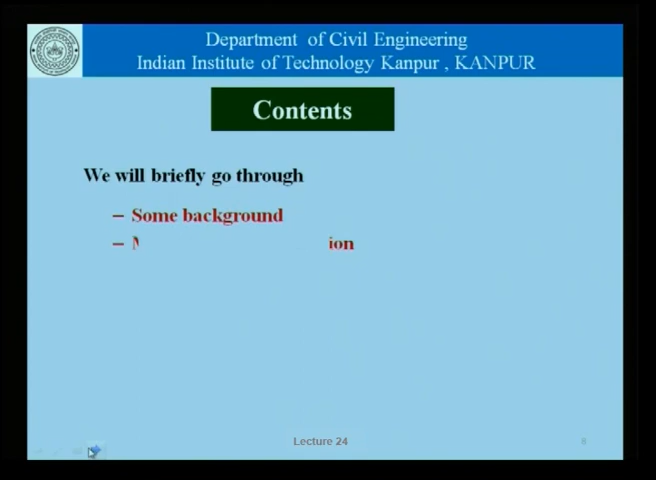 Department of Civil Engineering
Indian Institute of Technology Kanpur , KANPUR
Contents
We will briefly go through
– Some background
–
Lecture 24